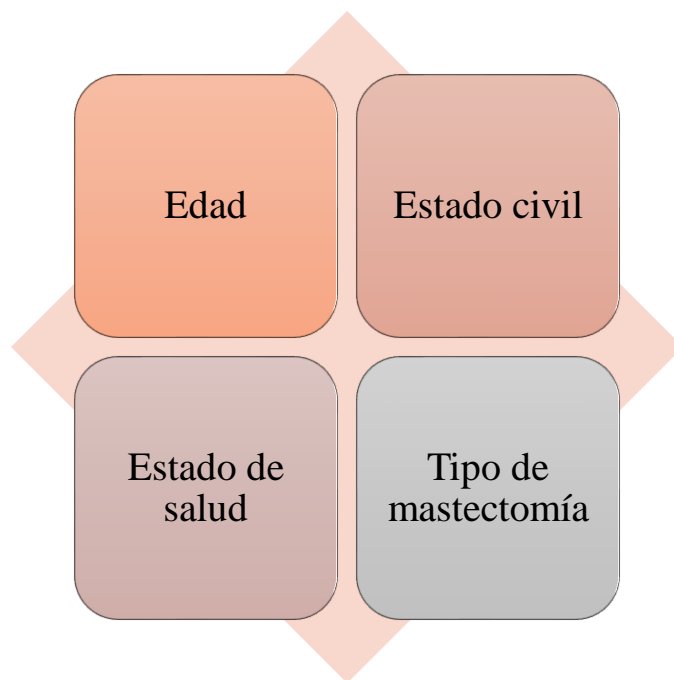 Edad
Estado civil
Estado de
salud
Tipo de
mastectomía